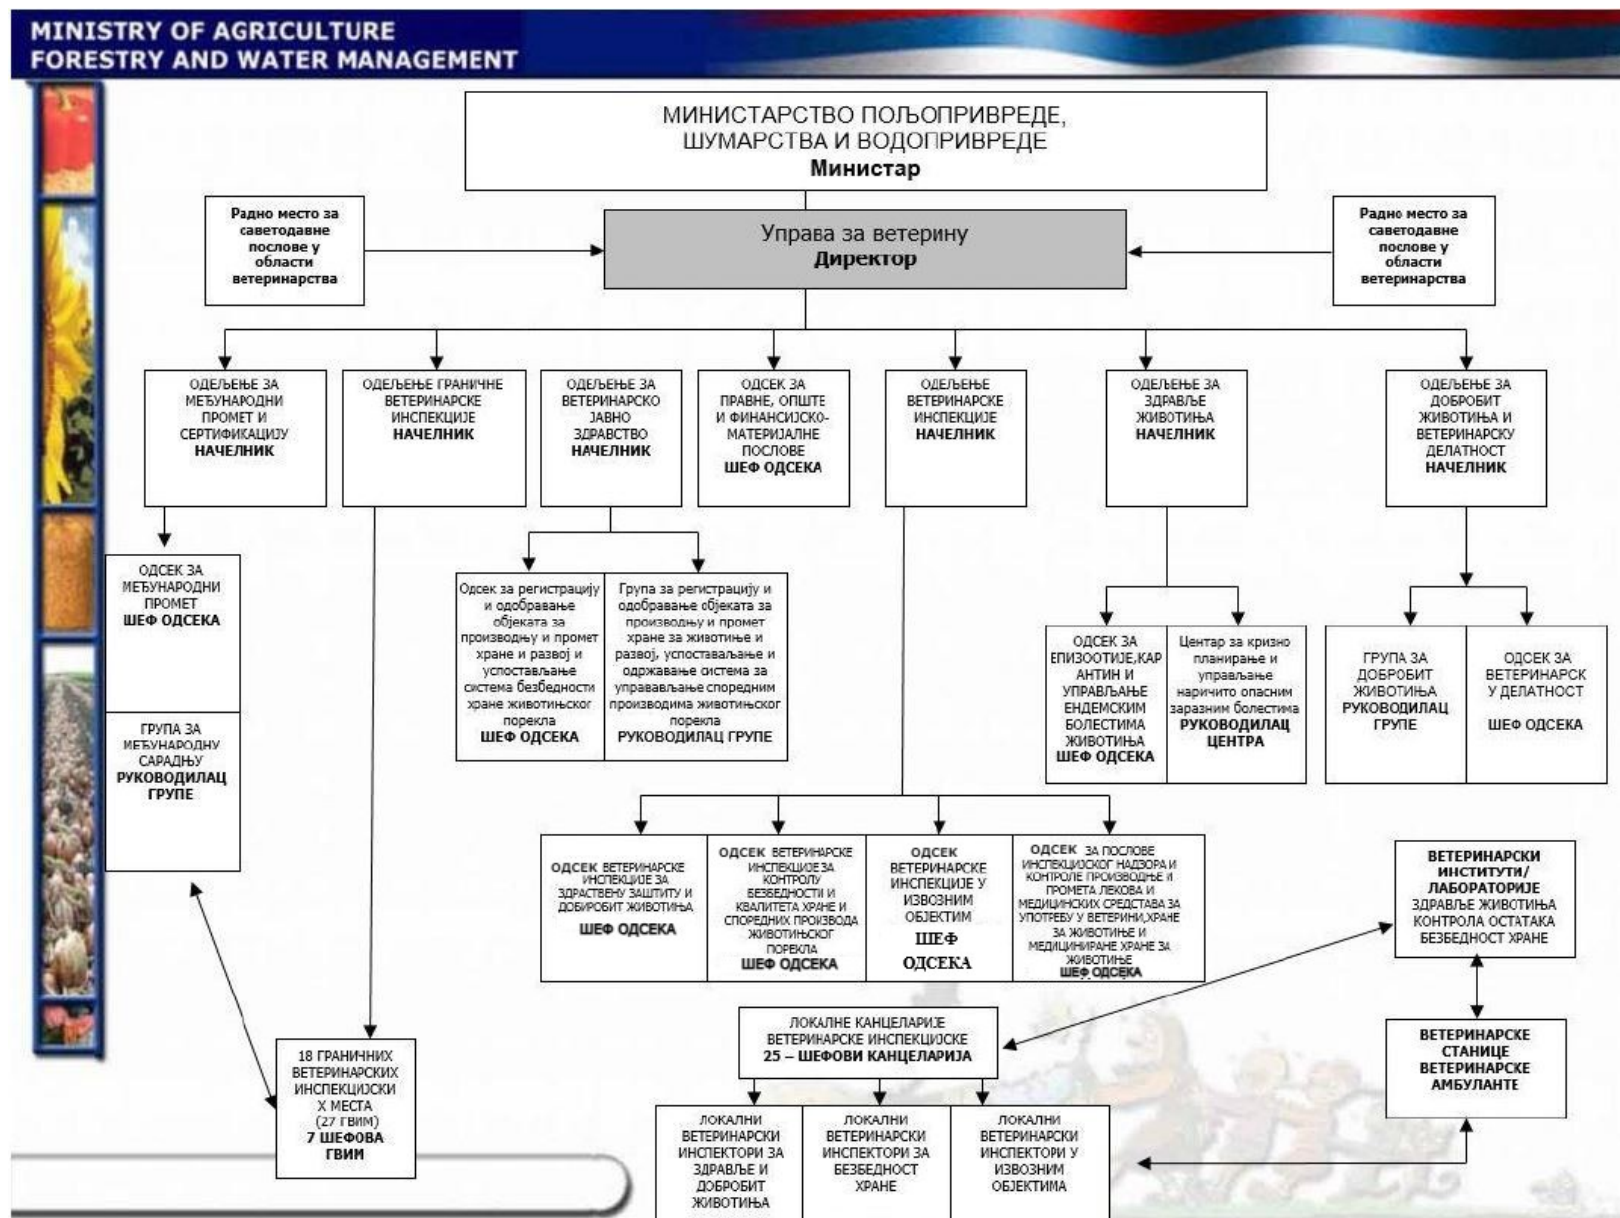 MINISTRY OF AGRICULTURE
FORESTRY AND WATER MANAGEMENT
МИНИСТАРСТВО ПОЉОПРИВРЕДЕ,
ШУМАРСТВА И ВОДОПРИВРЕДЕ
Министар
Радно место за
саветодавне
послове у
области
ветеринарства
Управа за ветерину
Директор
Радно место за
саветодавне
послове у
области
ветеринарства
ОДЕЉЕЊЕ ЗА
МЕЂУНАРОДНИ
ПРОМЕТ И
СЕРТИФИКАЦИЈУ
НАЧЕЛНИК
ОДЕЉЕЊЕ ГРАНИЧНЕ
ВЕТЕРИНАРСКЕ
ИНСПЕКЦИЈЕ
НАЧЕЛНИК
ОДЕЉЕЊЕ ЗА
ВЕТЕРИНАРСКО
ЈАВНО
ЗДРАВСТВО
НАЧЕЛНИК
ОДСЕК ЗА
ПРАВНЕ, ОПШТЕ
И ФИНАНСИЈСКО-
МАТЕРИЈАЛНЕ
ПОСЛОВЕ
ШЕФ ОДСЕКА
ОДЕЉЕЊЕ
ВЕТЕРИНАРСКЕ
ИНСПЕКЦИЈЕ
НАЧЕЛНИК
ОДЕЉЕЊЕ ЗА
ЗДРАВЉЕ
ЖИВОТИЊА
НАЧЕЛНИК
ОДЕЉЕЊЕ ЗА
ДОБРОБИТ
ЖИВОТИЊА И
ВЕТЕРИНАРСКУ
ДЕЛАТНОСТ
НАЧЕЛНИК
ОДСЕК ЗА
МЕЂУНАРОДНИ
ПРОМЕТ
ШЕФ ОДСЕКА
ГРУПА ЗА
МЕЂУНАРОДНУ
САРАДЊУ
РУКОВОДИЛАЦ
ГРУПЕ
Одсек за регистрацију
и одобравање
објеката за
производњу и промет
хране и развој и
успостављање
система безбедности
хране животињског
порекла
ШЕФ ОДСЕКА
Група за регистрацију и
одобравање објеката за
производњу и промет
хране за животиње и
развој, успостављање и
одржавање система за
управавање споредним
производима животињског
порекла
РУКОВОДИЛАЦ ГРУПЕ
ОДСЕК ЗА
ЕПИЗООТИЈЕ,КАР
АНТИН И
УПРАВЉАЊЕ
ЕНДЕМСКИМ
БОЛЕСТИМА
ЖИВОТИЊА
ШЕФ ОДСЕКА
Центар за кризно
планирање и
управљање
наричито опасним
заразним болестима
РУКОВОДИЛАЦ
ЦЕНТРА
ГРУПА ЗА
ДОБРОБИТ
ЖИВОТИЊА
РУКОВОДИЛАЦ
ГРУПЕ
ОДСЕК ЗА
ВЕТЕРИНАРСК
У ДЕЛАТНОСТ
ШЕФ ОДСЕКА
ОДСЕК ВЕТЕРИНАРСКЕ
ИНСПЕКЦИЈЕ ЗА
ЗДРАСТВЕНУ ЗАШТИТУ И
ДОБИРОБИТ ЖИВОТИЊА
ШЕФ ОДСЕКА
ОДСЕК ВЕТЕРИНАРСКЕ
ИНСПЕКЦИЈЕ ЗА
КОНТРОЛУ
БЕЗБЕДНОСТИ И
КВАЛИТЕТА ХРАНЕ И
СПОРЕДНИХ ПРОИЗВОДА
ЖИВОТИЊСКОГ
ПОРЕКЛА
ШЕФ ОДСЕКА
ОДСЕК
ВЕТЕРИНАРСКЕ
ИНСПЕКЦИЈЕ У
ИЗВОЗНИМ
ОБЈЕКТИМ
ШЕФ
ОДСЕКА
ОДСЕК ЗА ПОСЛОВЕ
ИНСПЕКЦИЈСКОГ НАДЗОРА И
КОНТРОЛЕ ПРОИЗВОДЊЕ И
ПРОМЕТА ЛЕКОВА И
МЕДИЦИНСКИХ СРЕДСТАВА ЗА
УПОТРЕБУ У ВЕТЕРИНИ,ХРАНЕ
ЗА ЖИВОТИЊЕ И
МЕДИЦИНИРАНЕ ХРАНЕ ЗА
ЖИВОТИЊЕ
ШЕФ ОДСЕКА
ВЕТЕРИНАРСКИ
ИНСТИТУТИ/
ЛАБОРАТОРИЈЕ
ЗДРАВЉЕ ЖИВОТИЊА
КОНТРОЛА ОСТАТАКА
БЕЗБЕДНОСТ ХРАНЕ
ЛОКАЛНЕ КАНЦЕЛАРИЈЕ
ВЕТЕРИНАРСКЕ ИНСПЕКЦИЈСКЕ
25 – ШЕФОВИ КАНЦЕЛАРИЈА
ВЕТЕРИНАРСКЕ
СТАНИЦЕ
ВЕТЕРИНАРСКЕ
АМБУЛАНТЕ
18 ГРАНИЧНИХ
ВЕТЕРИНАРСКИХ
ИНСПЕКЦИЈСКИ
Х МЕСТА
(27 ГВИМ)
7 ШЕФОВА
ГВИМ
ЛОКАЛНИ
ВЕТЕРИНАРСКИ
ИНСПЕКТОРИ ЗА
ЗДРАВЉЕ И
ДОБРОБИТ
ЖИВОТИЊА
ЛОКАЛНИ
ВЕТЕРИНАРСКИ
ИНСПЕКТОРИ ЗА
БЕЗБЕДНОСТ
ХРАНЕ
ЛОКАЛНИ
ВЕТЕРИНАРСКИ
ИНСПЕКТОРИ У
ИЗВОЗНИМ
ОБЈЕКТИМА